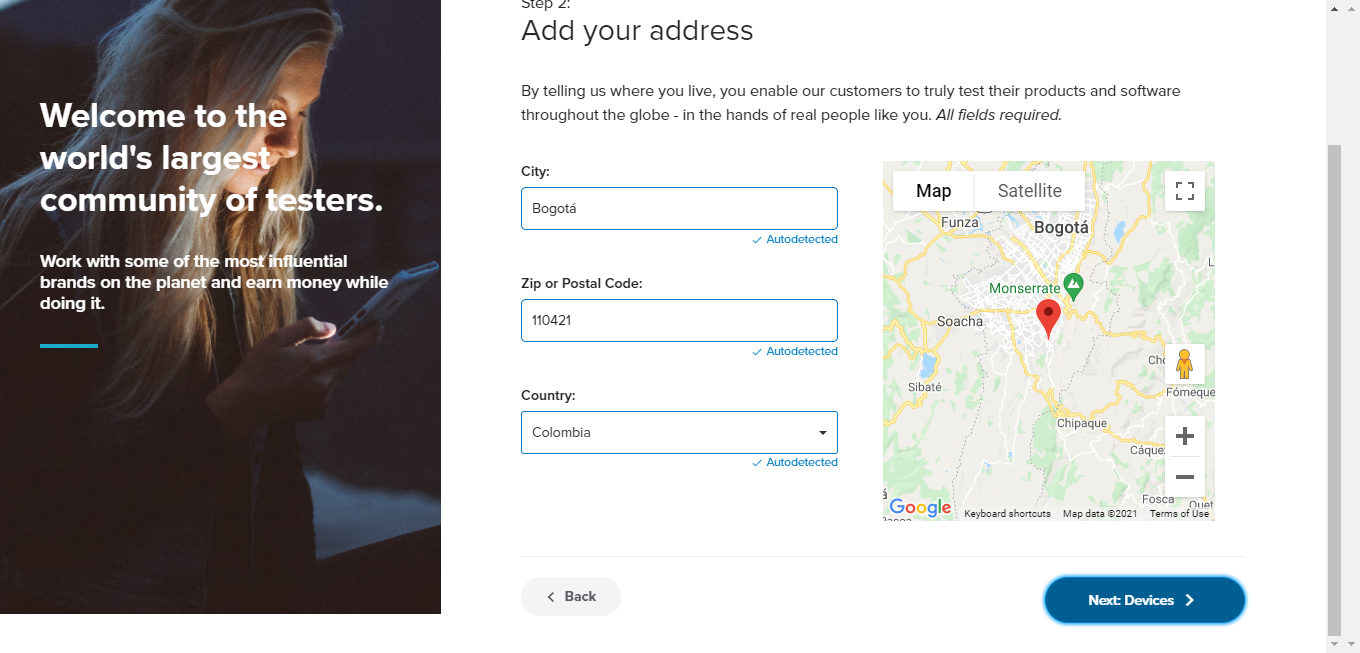 Welcome to the
world's largest
community of testers.
Work with some of the most influential
brands on the planet and earn money while
doing it.
Step 2:
Add your address
By telling us where you live, you enable our customers to truly test their products and software
throughout the globe - in the hands of real people like you. All fields required.
City:
Bogotá
Autodetected
Zip or Postal Code:
110421
Autodetected
Country:
Colombia
Autodetected
Map
Satellite
Funza
Bogotá
Monserrate
Soacha
Sibaté
Fómeque
Chipaque
Cáquez
Fosca
Google
Keyboard shortcuts
Map data ©2021
Terms of Use
Back
Next: Devices